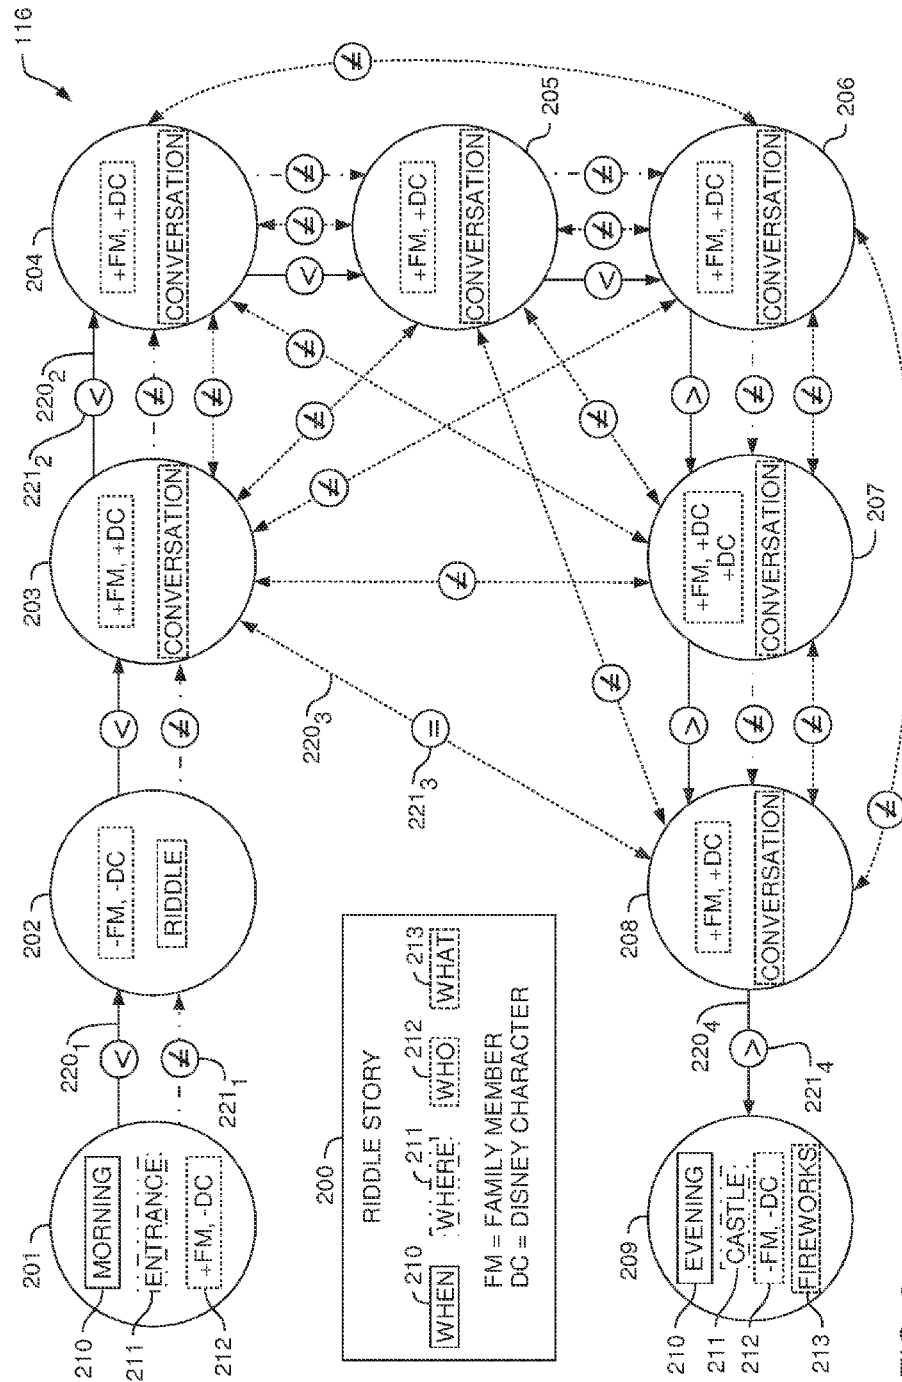 116
201
MORNING
ENTRANCE
+FM, -DC
210
211
212
<
≠
220₁
221₁
202
-FM, -DC
RIDDLE
<
≠
203
+FM, +DC
CONVERSATION
<
≠
≠
220₂
221₂
204
+FM, +DC
CONVERSATION
≠
<
≠
≠
205
+FM, +DC
CONVERSATION
<
≠
≠
206
+FM, +DC
CONVERSATION
≠
≠
≠
≠
≠
≠
=
220₃
221₃
200
RIDDLE STORY
210
211
212
213
WHEN
WHERE
WHO
WHAT
FM = FAMILY MEMBER
DC = DISNEY CHARACTER
>
≠
≠
207
+FM, +DC
+DC
CONVERSATION
>
≠
≠
208
+FM, +DC
CONVERSATION
≠
>
220₄
221₄
209
EVENING
CASTLE
-FM, -DC
FIREWORKS
210
211
212
213